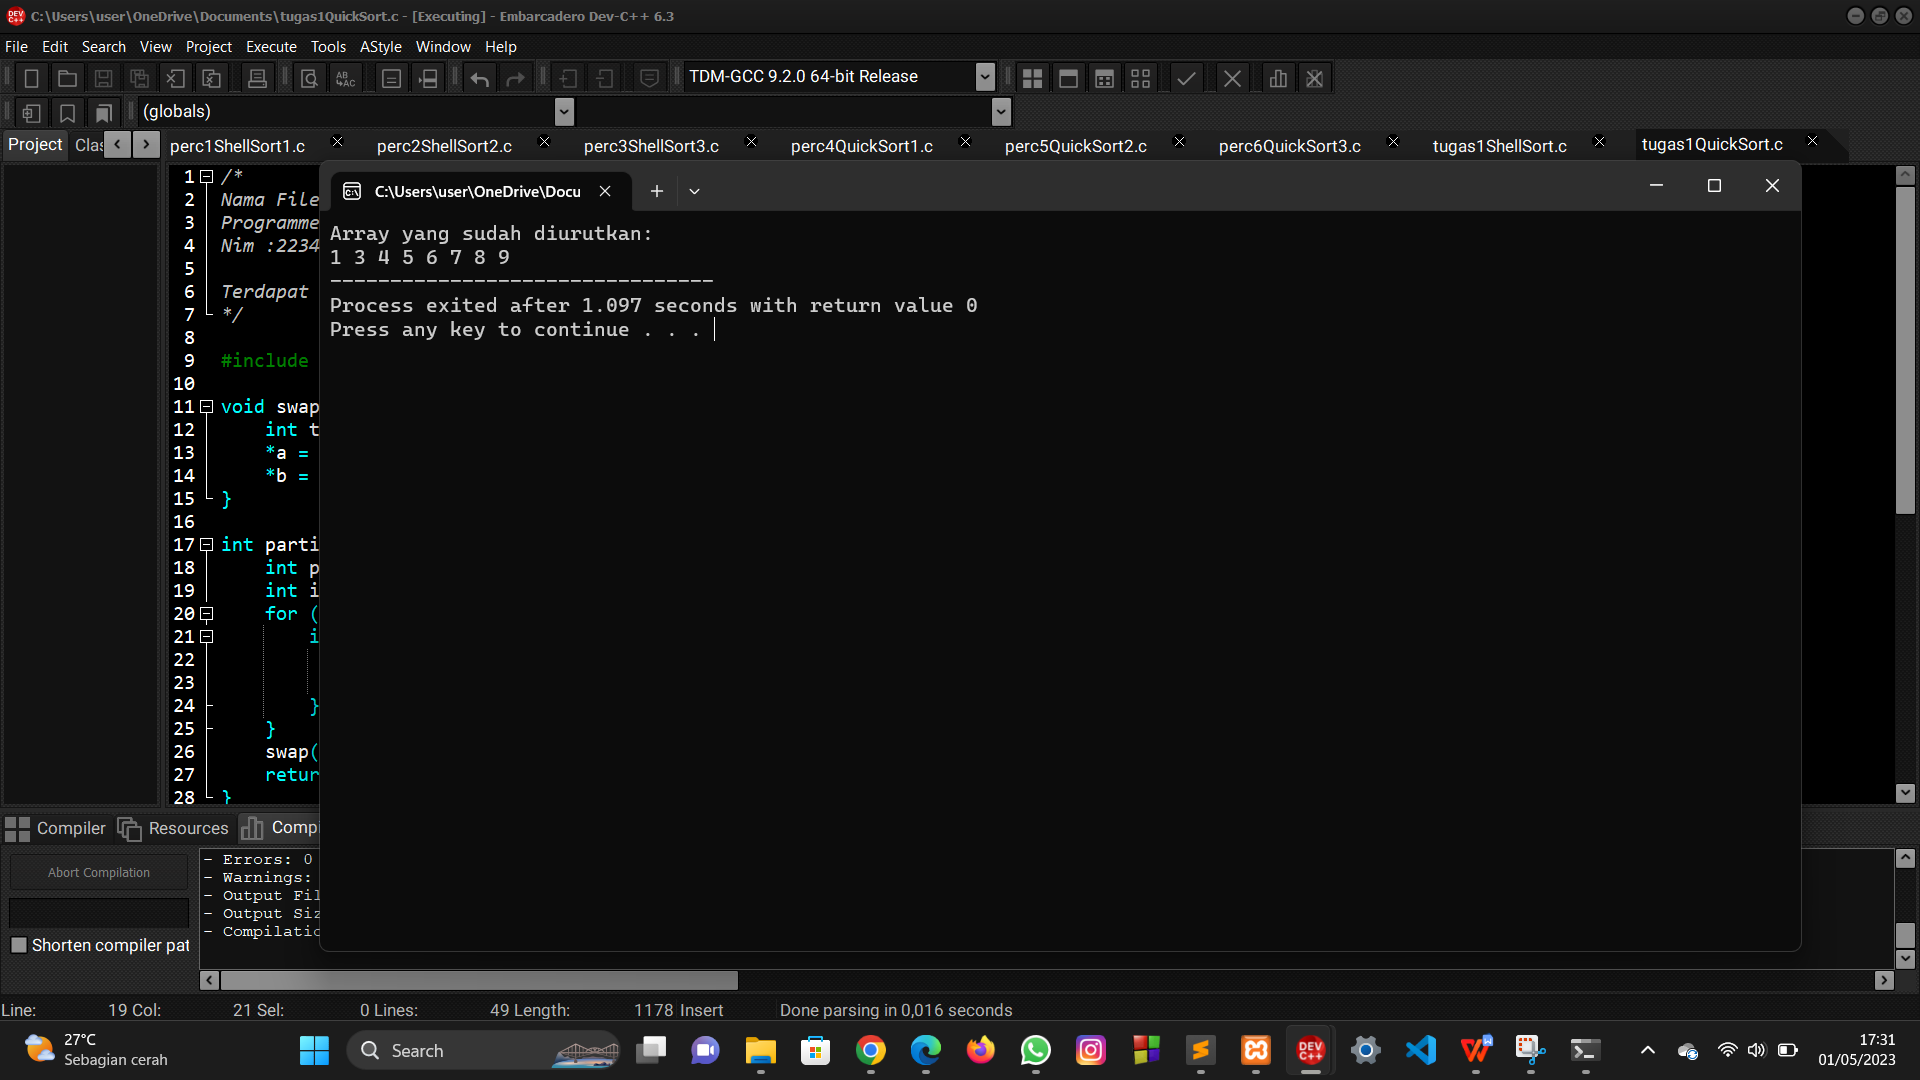 C:\Users\user\OneDrive\Documents\tugas1QuickSort.c - [Executing] - Embarcadero Dev-C++ 6.3
File Edit Search View Project Execute Tools AStyle Window Help
TDM-GCC 9.2.0 64-bit Release
(globals)
Project Clas
perc1ShellSort1.c perc2ShellSort2.c perc3ShellSort3.c perc4QuickSort1.c perc5QuickSort2.c perc6QuickSort3.c tugas1ShellSort.c tugas1QuickSort.c
C:\Users\user\OneDrive\Docu
Array yang sudah diurutkan:
1 3 4 5 6 7 8 9
--------------------------------
Process exited after 1.097 seconds with return value 0
Press any key to continue . . .
1 /*
2 Nama File
3 Programme
4 Nim :2234
5
6 Terdapat
7 */
8
9 #include
10
11 void swap
12 int t
13 *a =
14 *b =
15 }
16
17 int parti
18 int p
19 int i
20 for (
21 i
22
23
24 }
25 }
26 swap(
27 retur
28 }
Compiler Resources Compi
Abort Compilation
Shorten compiler pat
- Errors: 0
- Warnings:
- Output Fil
- Output Siz
- Compilatio
Line: 19 Col: 21 Sel: 0 Lines: 49 Length: 1178 Insert Done parsing in 0,016 seconds
27°C
Sebagian cerah
Search
DEV C++
17:31
01/05/2023